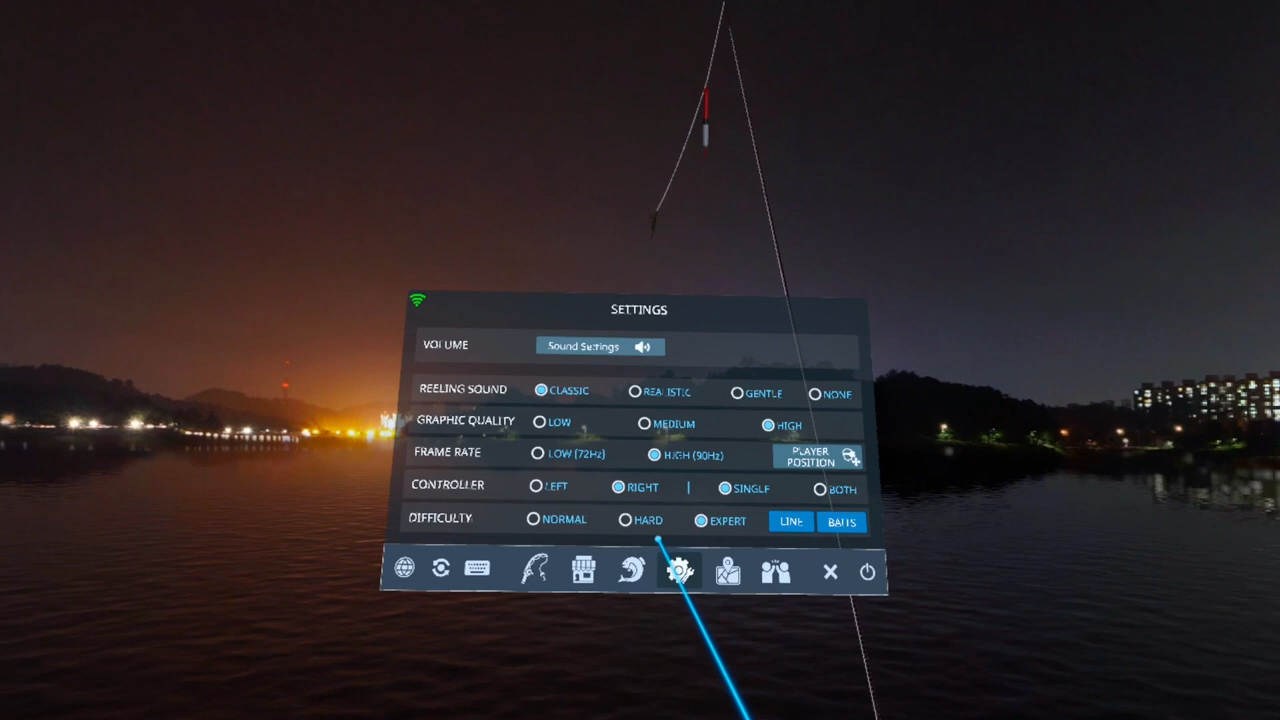 SETTINGS
VOLUME Sound Settings
REELING SOUND CLASSIC REALISTIC GENTLE NONE
GRAPHIC QUALITY LOW MEDIUM HIGH
FRAME RATE LOW (72Hz) HIGH (90Hz) PLAYER POSITION
CONTROLLER LEFT RIGHT | SINGLE BOTH
DIFFICULTY NORMAL HARD EXPERT LINE BAITS